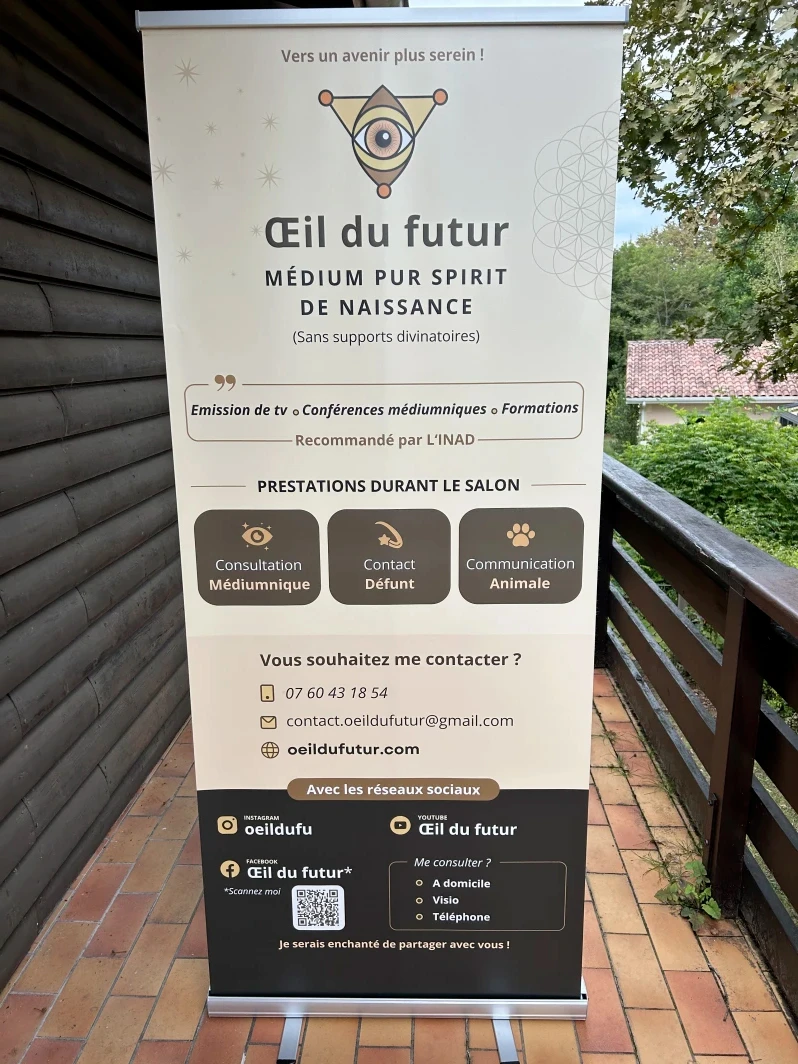 Vers un avenir plus serein !
Œil du futur
MÉDIUM PUR SPIRIT
DE NAISSANCE
(Sans supports divinatoires)
Emission de tv o Conférences médiumniques o Formations
Recommandé par L'INAD
PRESTATIONS DURANT LE SALON
Consultation
Médiumnique
Contact
Défunt
Communication
Animale
Vous souhaitez me contacter ?
07 60 43 18 54
contact.oeildufutur@gmail.com
oeildufutur.com
Avec les réseaux sociaux
INSTAGRAM
oeildufu
YOUTUBE
Œil du futur
FACEBOOK
Œil du futur*
*Scannez moi
Me consulter ?
A domicile
Visio
Téléphone
Je serais enchanté de partager avec vous !